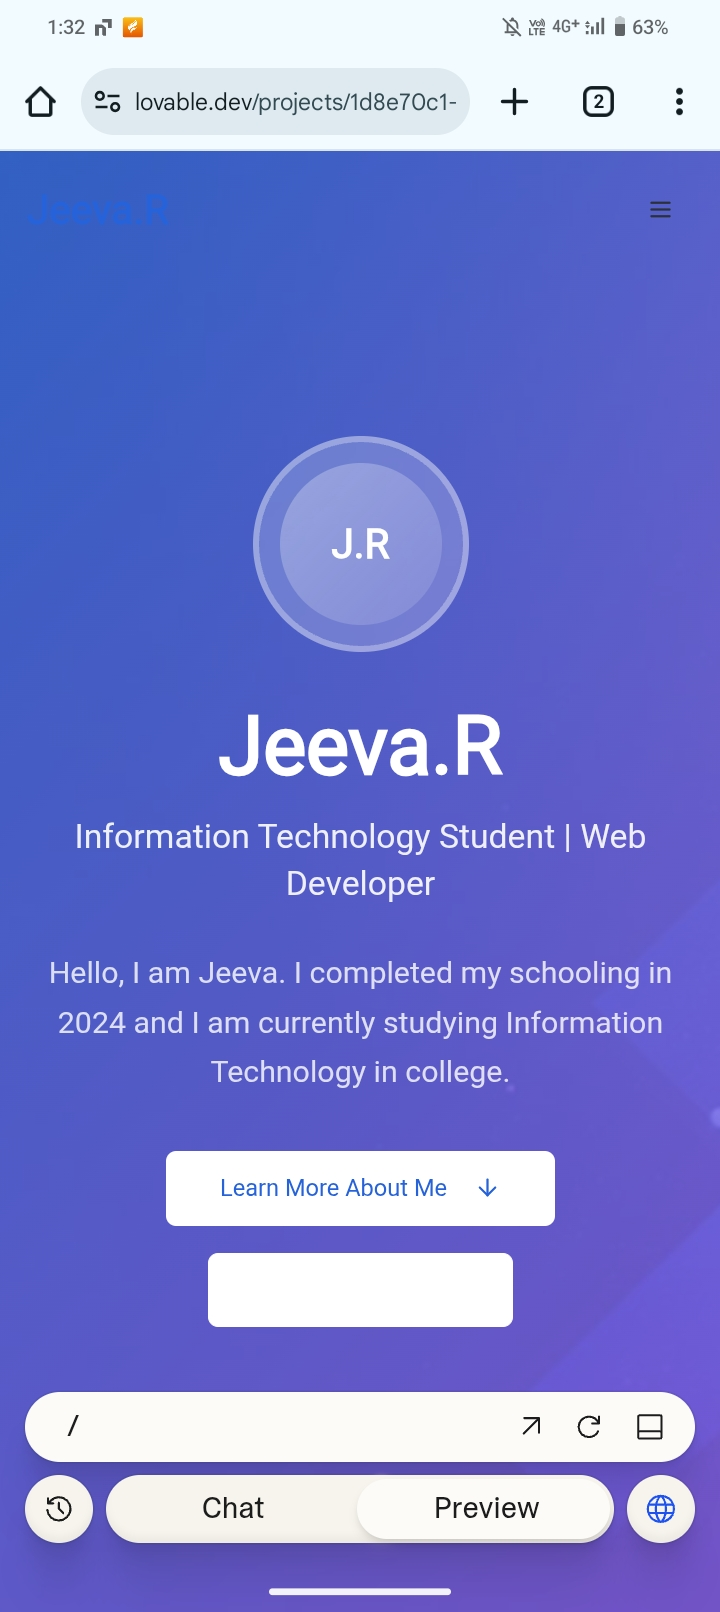 1:32
Vo)) LTE 4G+ 63%
lovable.dev/projects/1d8e70c1-
2
Jeeva.R
J.R
Jeeva.R
Information Technology Student | Web
Developer
Hello, I am Jeeva. I completed my schooling in
2024 and I am currently studying Information
Technology in college.
Learn More About Me
/
Chat
Preview